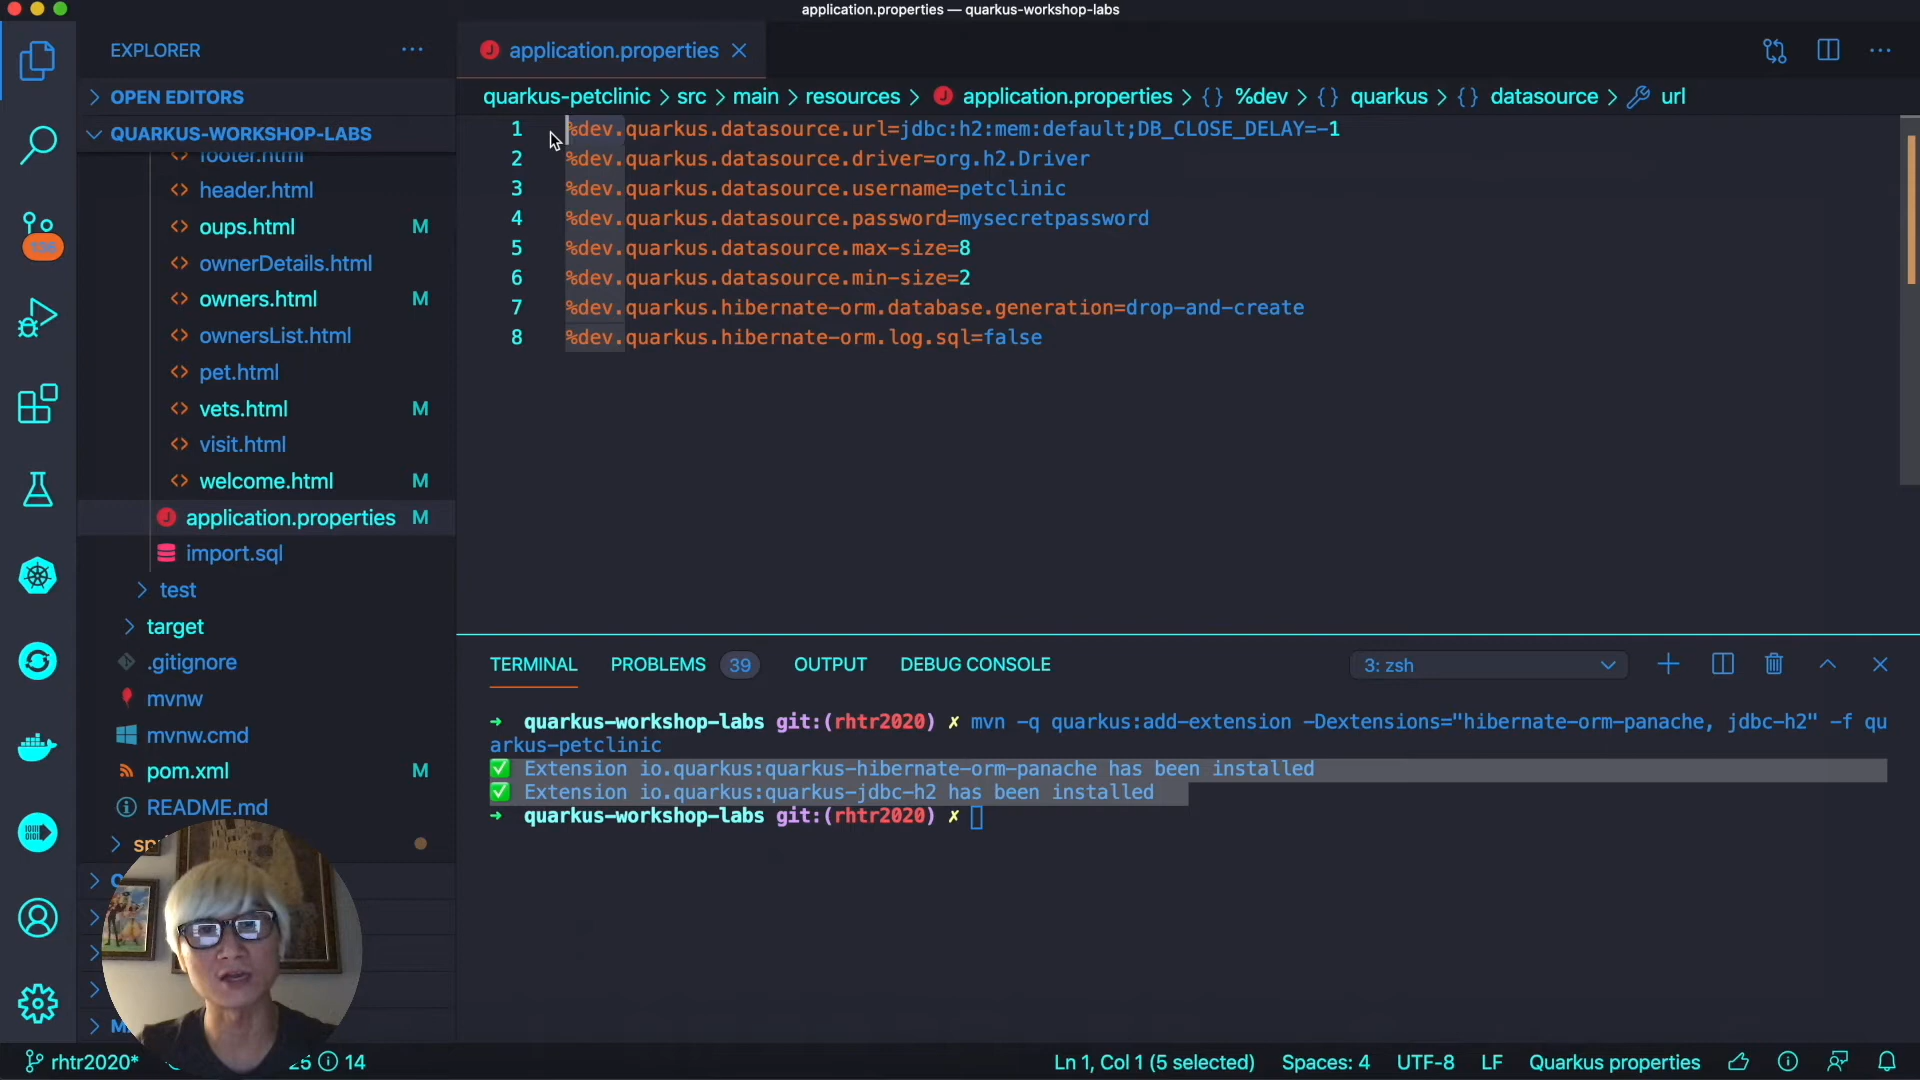 application.properties — quarkus-workshop-labs
EXPLORER
application.properties
OPEN EDITORS
QUARKUS-WORKSHOP-LABS
footer.html
header.html
oups.html M
ownerDetails.html
owners.html M
ownersList.html
pet.html
vets.html M
visit.html
welcome.html M
application.properties M
import.sql
test
target
.gitignore
mvnw
mvnw.cmd
pom.xml M
README.md
quarkus-petclinic > src > main > resources > application.properties > {} %dev > {} quarkus > {} datasource > url
1 %dev.quarkus.datasource.url=jdbc:h2:mem:default;DB_CLOSE_DELAY=-1
2 %dev.quarkus.datasource.driver=org.h2.Driver
3 %dev.quarkus.datasource.username=petclinic
4 %dev.quarkus.datasource.password=mysecretpassword
5 %dev.quarkus.datasource.max-size=8
6 %dev.quarkus.datasource.min-size=2
7 %dev.quarkus.hibernate-orm.database.generation=drop-and-create
8 %dev.quarkus.hibernate-orm.log.sql=false
TERMINAL PROBLEMS 39 OUTPUT DEBUG CONSOLE 3: zsh
→ quarkus-workshop-labs git:(rhtr2020) ✗ mvn -q quarkus:add-extension -Dextensions="hibernate-orm-panache, jdbc-h2" -f qu
arkus-petclinic
✅ Extension io.quarkus:quarkus-hibernate-orm-panache has been installed
✅ Extension io.quarkus:quarkus-jdbc-h2 has been installed
→ quarkus-workshop-labs git:(rhtr2020) ✗
rhtr2020* 14
Ln 1, Col 1 (5 selected) Spaces: 4 UTF-8 LF Quarkus properties